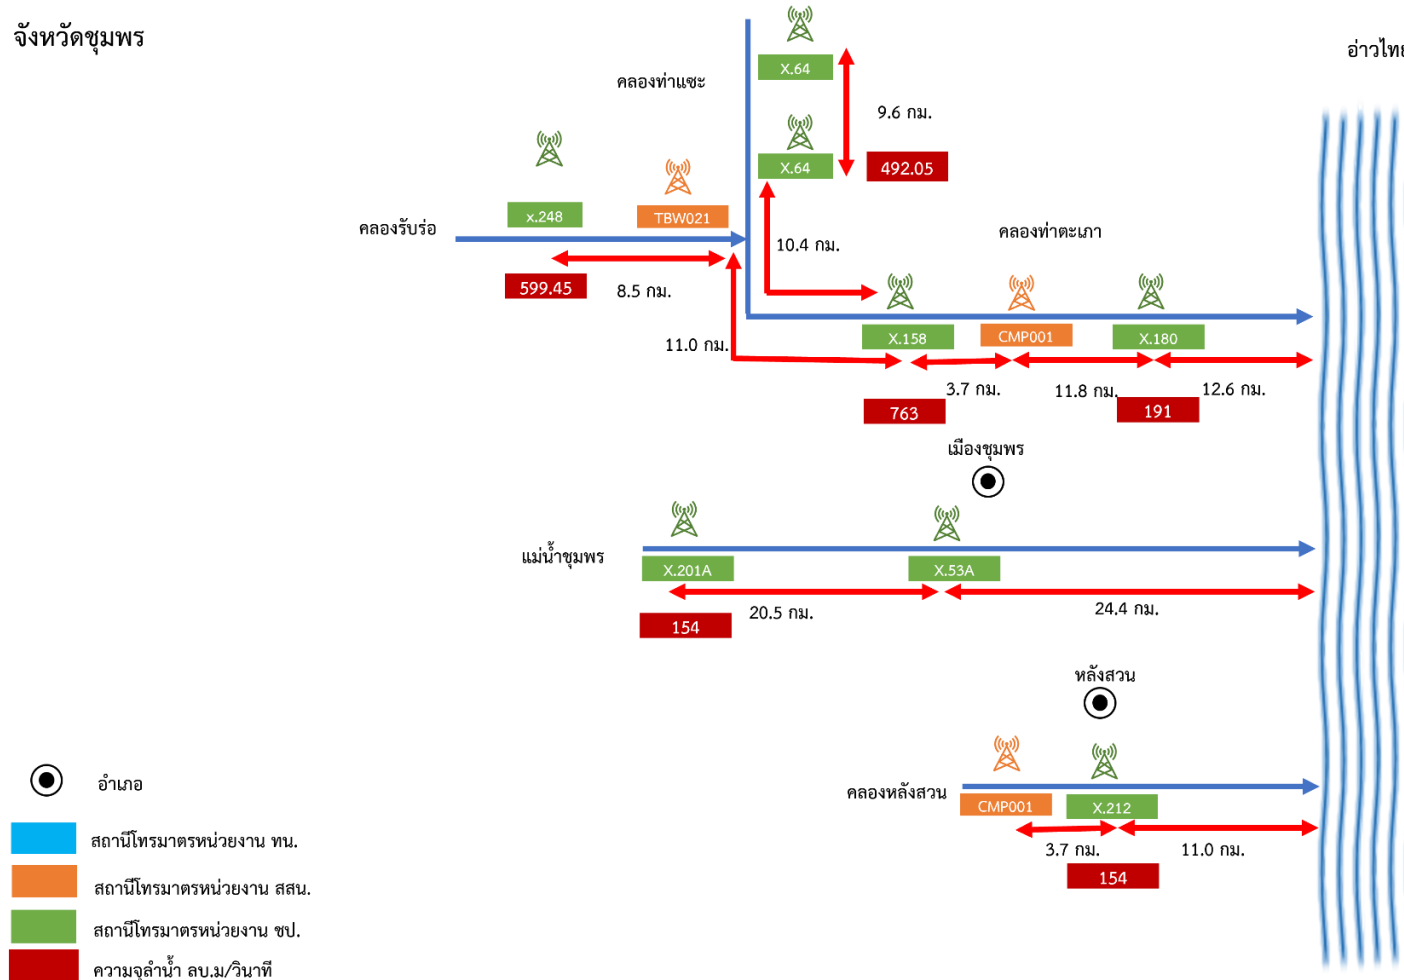 จังหวัดชุมพร
อ่าวไทย
X.64
คลองท่าแซะ
9.6 กม.
X.64
492.05
x.248
TBW021
คลองรับร่อ
10.4 กม.
คลองท่าตะเภา
599.45
8.5 กม.
11.0 กม.
X.158
CMP001
X.180
3.7 กม.
11.8 กม.
12.6 กม.
763
191
เมืองชุมพร
แม่น้ำชุมพร
X.201A
X.53A
20.5 กม.
24.4 กม.
154
หลังสวน
คลองหลังสวน
CMP001
X.212
3.7 กม.
11.0 กม.
154
อำเภอ
สถานีโทรมาตรหน่วยงาน ทน.
สถานีโทรมาตรหน่วยงาน สสน.
สถานีโทรมาตรหน่วยงาน ชป.
ความจุลำน้ำ ลบ.ม/วินาที